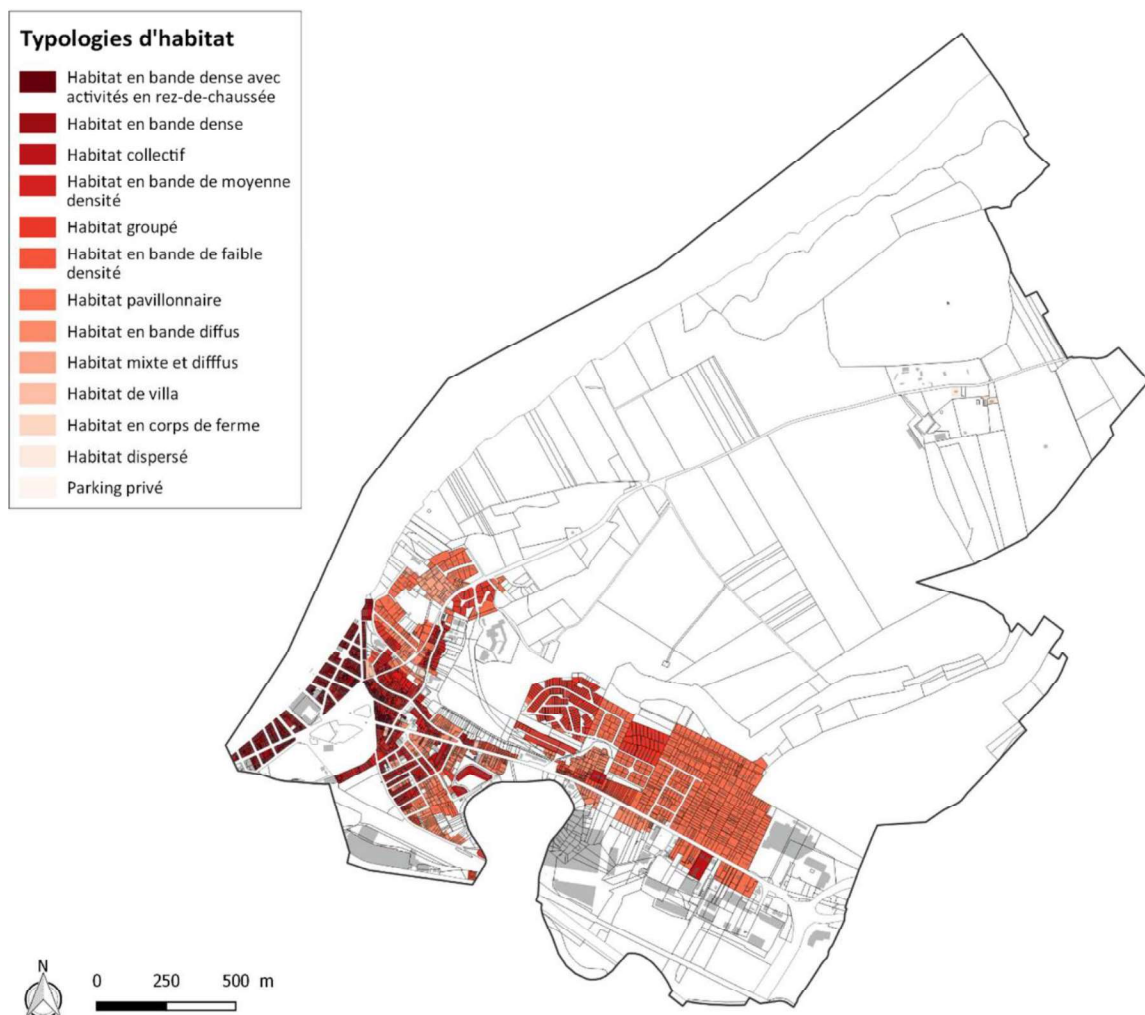 Typologies d'habitat
Habitat en bande dense avec
activités en rez-de-chaussée
Habitat en bande dense
Habitat collectif
Habitat en bande de moyenne
densité
Habitat groupé
Habitat en bande de faible
densité
Habitat pavillonnaire
Habitat en bande diffus
Habitat mixte et difffus
Habitat de villa
Habitat en corps de ferme
Habitat dispersé
Parking privé
N
0 250 500 m